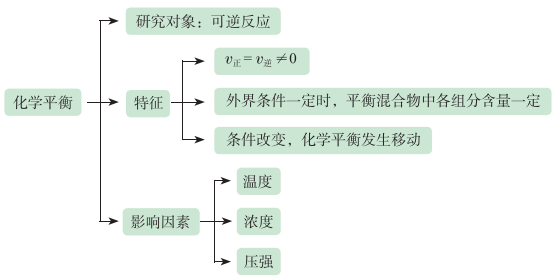 研究对象：可逆反应
v正=v逆≠0
化学平衡
特征
外界条件一定时，平衡混合物中各组分含量一定
条件改变，化学平衡发生移动
温度
影响因素
浓度
压强